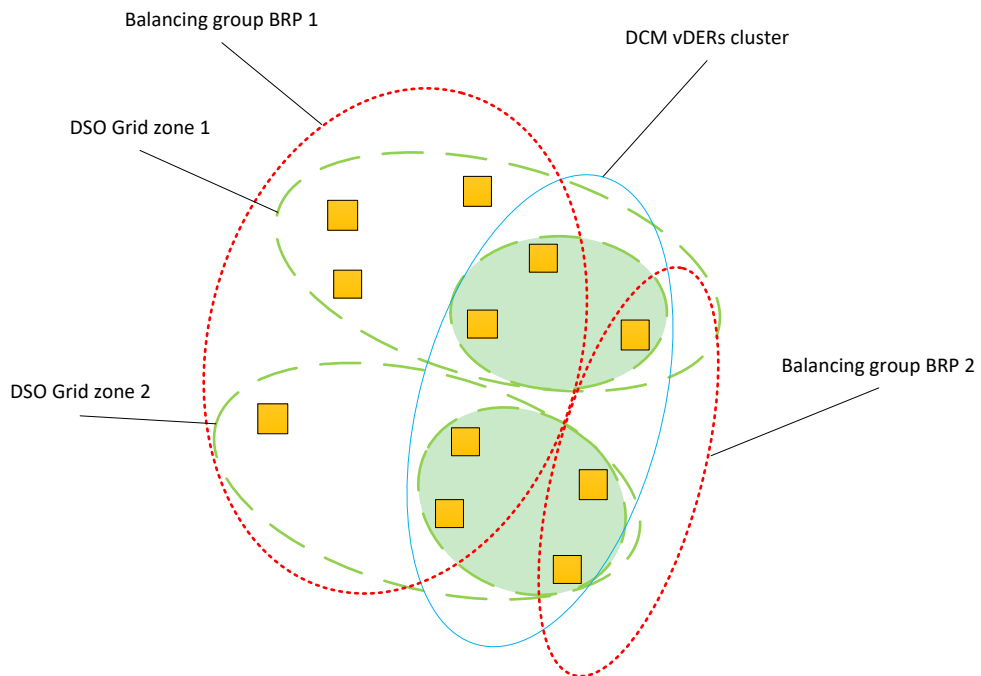 Balancing group BRP 1
DCM vDERs cluster
DSO Grid zone 1
Balancing group BRP 2
DSO Grid zone 2